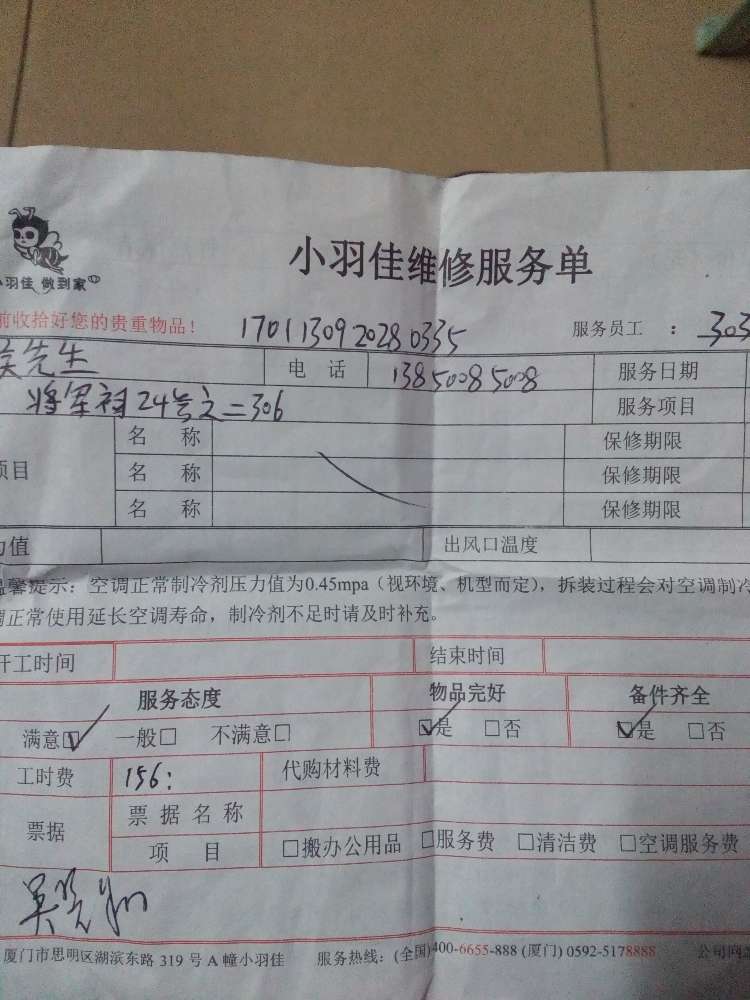 小羽佳维修服务单
小羽佳 做到家
前收拾好您的贵重物品！ 1701130920280335 服务员工 ： 303
先生 电 话 13850085008 服务日期
将军祠24号之二306 服务项目
名 称 保修期限
项目 名 称 保修期限
名 称 保修期限
力值 出风口温度
温馨提示：空调正常制冷剂压力值为0.45mpa（视环境、机型而定），拆装过程会对空调制冷
调正常使用延长空调寿命，制冷剂不足时请及时补充。
开工时间 结束时间
服务态度 物品完好 备件齐全
满意☑ 一般□ 不满意□ ☑是 □否 ☑是 □否
工时费 156: 代购材料费
票据 票 据 名 称
项 目 □搬办公用品 □服务费 □清洁费 □空调服务费
厦门市思明区湖滨东路 319 号 A 幢小羽佳 服务热线：(全国)400-6655-888 (厦门) 0592-5178888 公司网